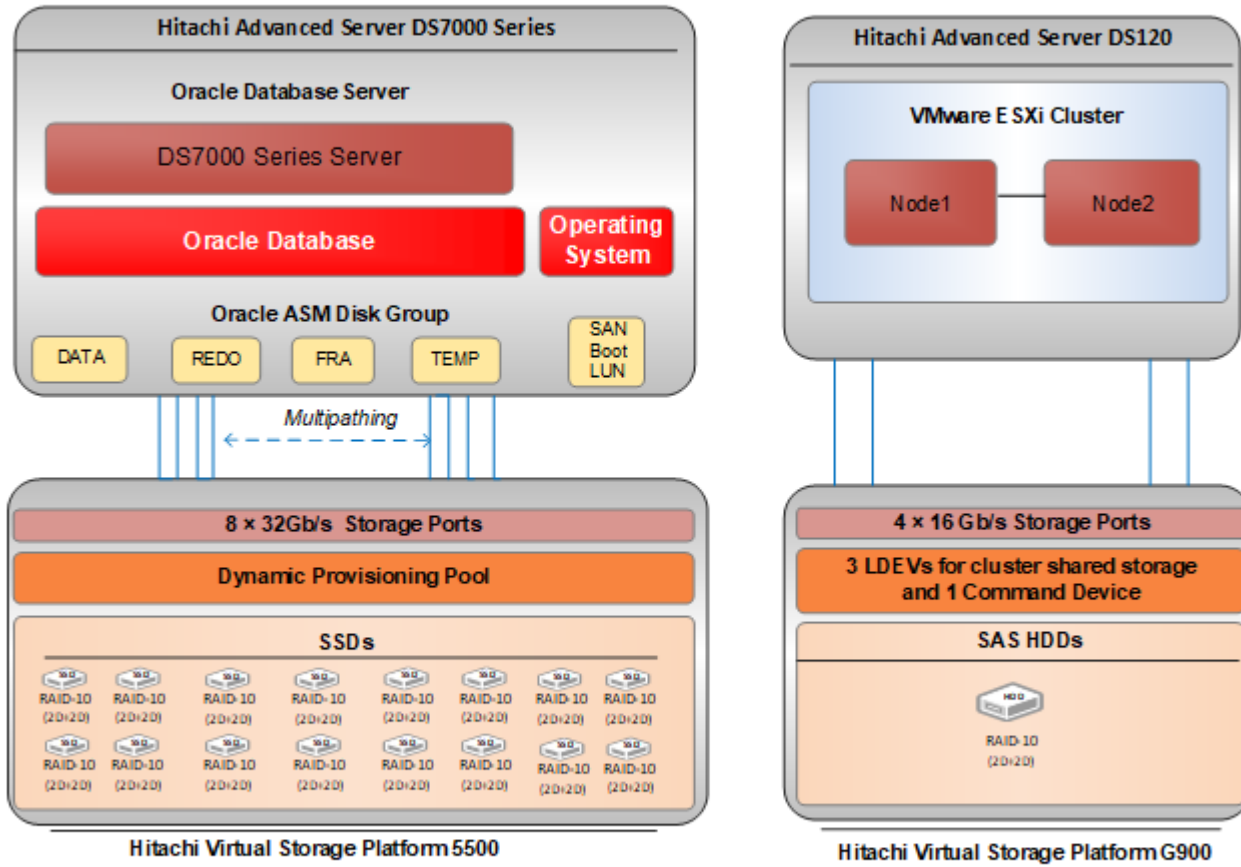 Hitachi Advanced Server DS7000 Series
Oracle Database Server
DS7000 Series Server
Oracle Database
Operating
System
Oracle ASM Disk Group
DATA
REDO
FRA
TEMP
SAN
Boot
LUN
Multipathing
8 × 32Gb/s Storage Ports
Dynamic Provisioning Pool
SSDs
RAID-10 RAID-10 RAID-10 RAID-10 RAID-10 RAID-10 RAID-10 RAID-10
(2D+2D) (2D+2D) (2D+2D) (2D+2D) (2D+2D) (2D+2D) (2D+2D) (2D+2D)
RAID-10 RAID-10 RAID-10 RAID-10 RAID-10 RAID-10 RAID-10 RAID-10
(2D+2D) (2D+2D) (2D+2D) (2D+2D) (2D+2D) (2D+2D) (2D+2D) (2D+2D)
Hitachi Virtual Storage Platform 5500
Hitachi Advanced Server DS120
VMware ESXi Cluster
Node1
Node2
4 × 16 Gb/s Storage Ports
3 LDEVs for cluster shared storage
and 1 Command Device
SAS HDDs
HDD
RAID-10
(2D+2D)
Hitachi Virtual Storage Platform G900